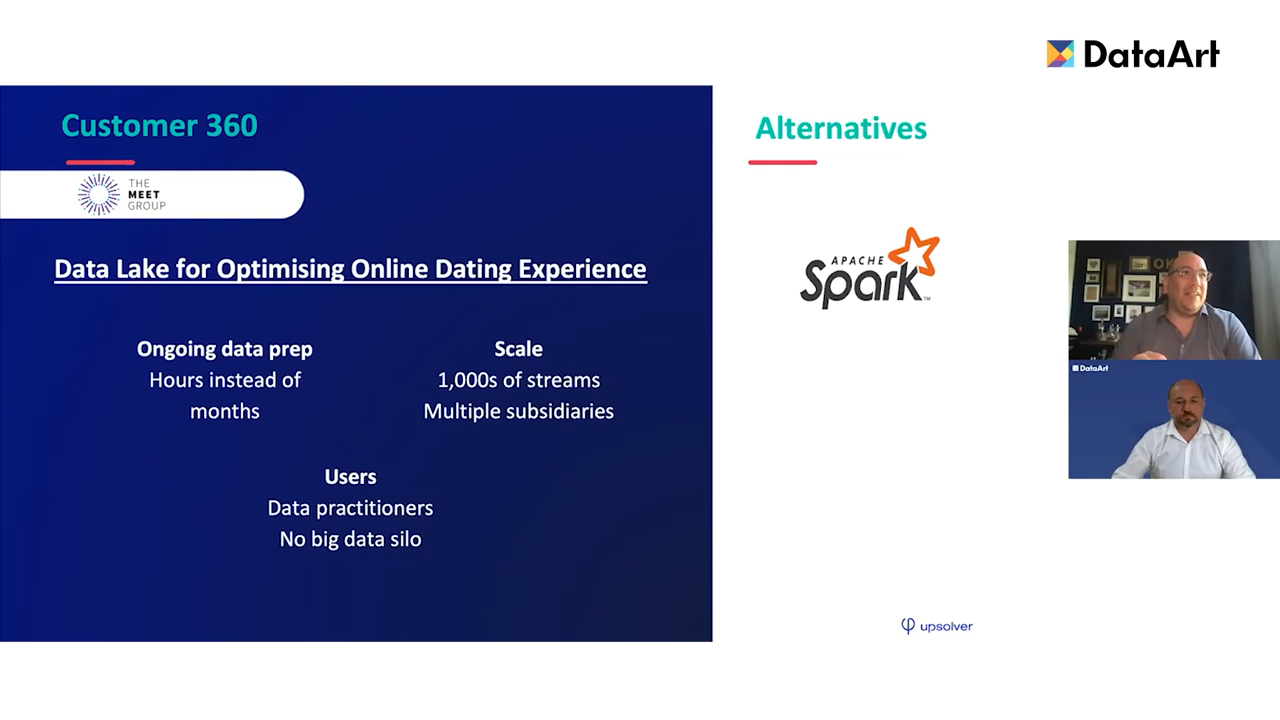 DataArt
Customer 360
THE
MEET
GROUP
Data Lake for Optimising Online Dating Experience
Ongoing data prep
Hours instead of
months
Scale
1,000s of streams
Multiple subsidiaries
Users
Data practitioners
No big data silo
Alternatives
APACHE
Spark™
OK
DataArt
upsolver